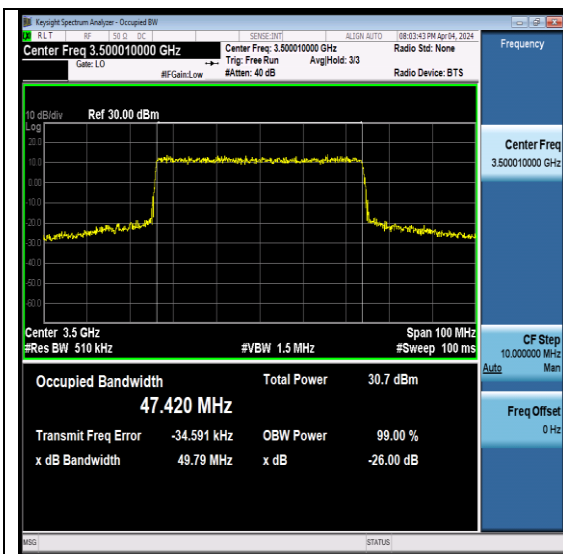 Keysight Spectrum Analyzer - Occupied BW
R L T RF 50 Ω DC SENSE:INT ALIGN AUTO 08:03:43 PM Apr 04, 2024
Center Freq 3.500010000 GHz Center Freq: 3.500010000 GHz Radio Std: None Frequency
Gate: LO Trig: Free Run Avg|Hold: 3/3
#IFGain:Low #Atten: 40 dB Radio Device: BTS
10 dB/div Ref 30.00 dBm
Log
20.0
10.0
0.00
-10.0
-20.0
-30.0
-40.0
-50.0
-60.0
Center Freq
3.500010000 GHz
Center 3.5 GHz Span 100 MHz
#Res BW 510 kHz #VBW 1.5 MHz #Sweep 100 ms
CF Step
10.000000 MHz
Auto Man
Occupied Bandwidth Total Power 30.7 dBm
47.420 MHz
Transmit Freq Error -34.591 kHz OBW Power 99.00 %
x dB Bandwidth 49.79 MHz x dB -26.00 dB
Freq Offset
0 Hz
MSG STATUS